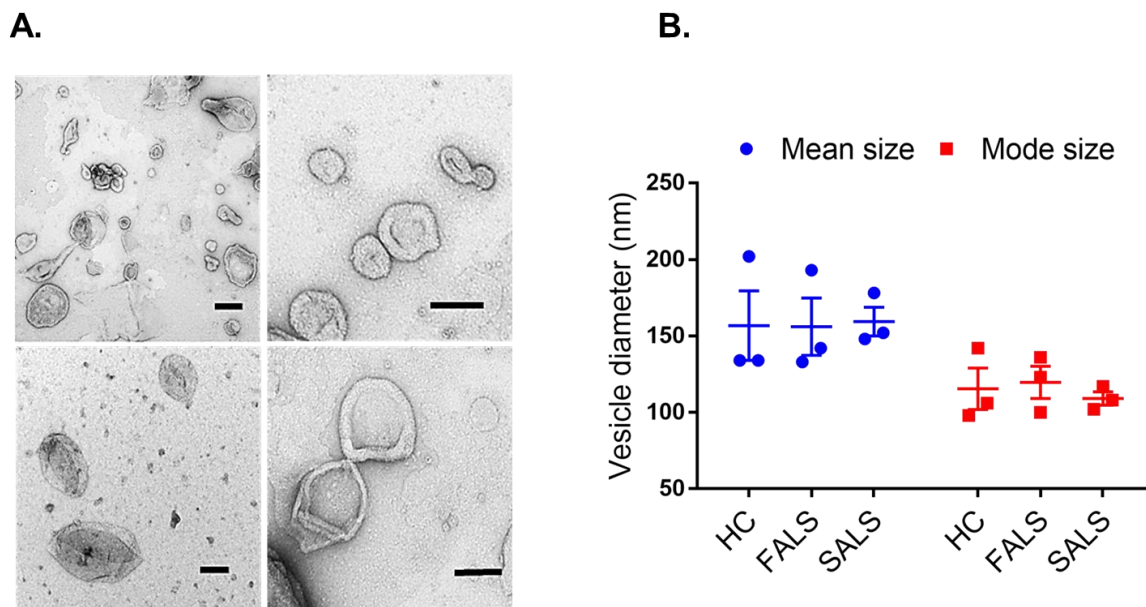 A.
B.
Mean size
Mode size
Vesicle diameter (nm)
250
200
150
100
50
HC
FALS
SALS
HC
FALS
SALS